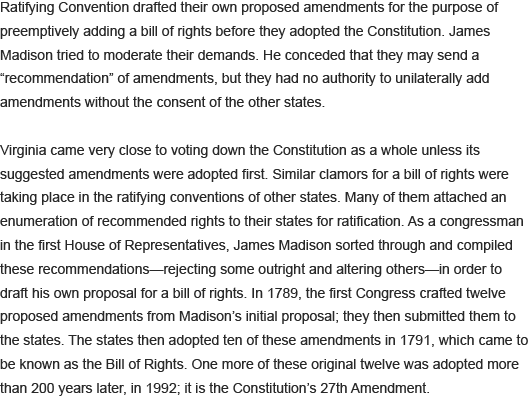 Ratifying Convention drafted their own proposed amendments for the purpose of
preemptively adding a bill of rights before they adopted the Constitution. James
Madison tried to moderate their demands. He conceded that they may send a
“recommendation” of amendments, but they had no authority to unilaterally add
amendments without the consent of the other states.

Virginia came very close to voting down the Constitution as a whole unless its
suggested amendments were adopted first. Similar clamors for a bill of rights were
taking place in the ratifying conventions of other states. Many of them attached an
enumeration of recommended rights to their states for ratification. As a congressman
in the first House of Representatives, James Madison sorted through and compiled
these recommendations—rejecting some outright and altering others—in order to
draft his own proposal for a bill of rights. In 1789, the first Congress crafted twelve
proposed amendments from Madison’s initial proposal; they then submitted them to
the states. The states then adopted ten of these amendments in 1791, which came to
be known as the Bill of Rights. One more of these original twelve was adopted more
than 200 years later, in 1992; it is the Constitution’s 27th Amendment.